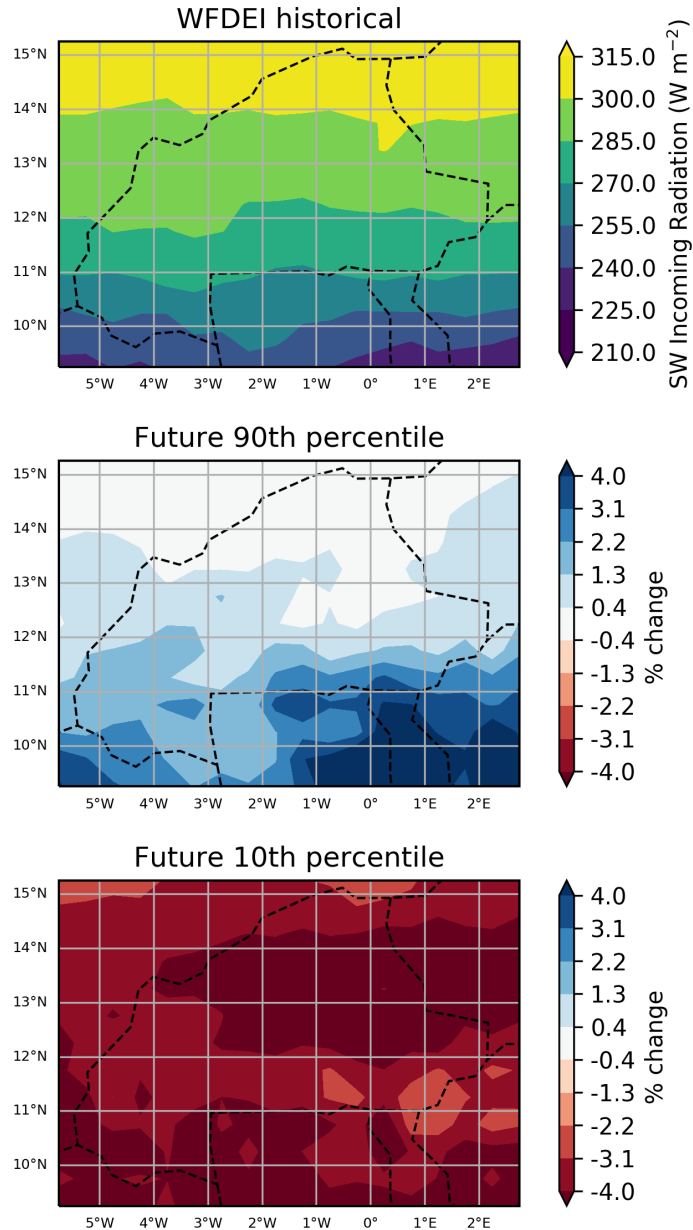 WFDEI historical
15°N
14°N
13°N
12°N
11°N
10°N
5°W 4°W 3°W 2°W 1°W 0° 1°E 2°E
315.0
300.0
285.0
270.0
255.0
240.0
225.0
210.0
SW Incoming Radiation (W m⁻²)
Future 90th percentile
15°N
14°N
13°N
12°N
11°N
10°N
5°W 4°W 3°W 2°W 1°W 0° 1°E 2°E
4.0
3.1
2.2
1.3
0.4
-0.4
-1.3
-2.2
-3.1
-4.0
% change
Future 10th percentile
15°N
14°N
13°N
12°N
11°N
10°N
5°W 4°W 3°W 2°W 1°W 0° 1°E 2°E
4.0
3.1
2.2
1.3
0.4
-0.4
-1.3
-2.2
-3.1
-4.0
% change